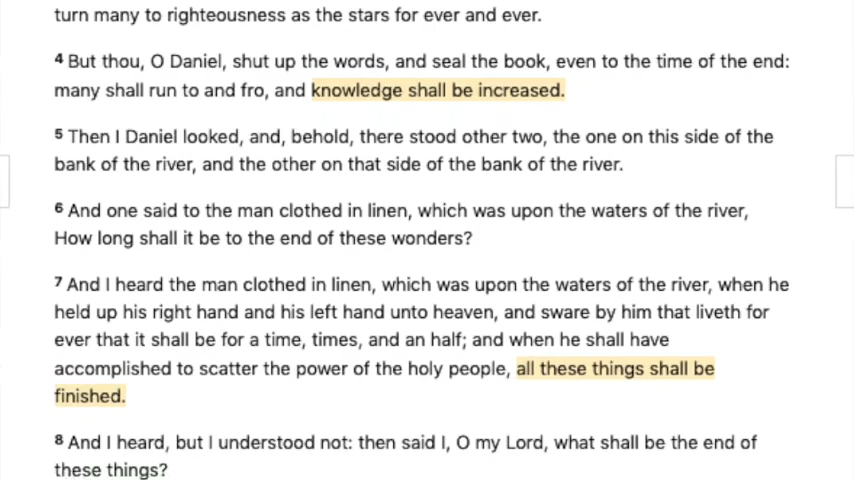 turn many to righteousness as the stars for ever and ever.
4 But thou, O Daniel, shut up the words, and seal the book, even to the time of the end:
many shall run to and fro, and knowledge shall be increased.
5 Then I Daniel looked, and, behold, there stood other two, the one on this side of the
bank of the river, and the other on that side of the bank of the river.
6 And one said to the man clothed in linen, which was upon the waters of the river,
How long shall it be to the end of these wonders?
7 And I heard the man clothed in linen, which was upon the waters of the river, when he
held up his right hand and his left hand unto heaven, and sware by him that liveth for
ever that it shall be for a time, times, and an half; and when he shall have
accomplished to scatter the power of the holy people, all these things shall be
finished.
8 And I heard, but I understood not: then said I, O my Lord, what shall be the end of
these things?